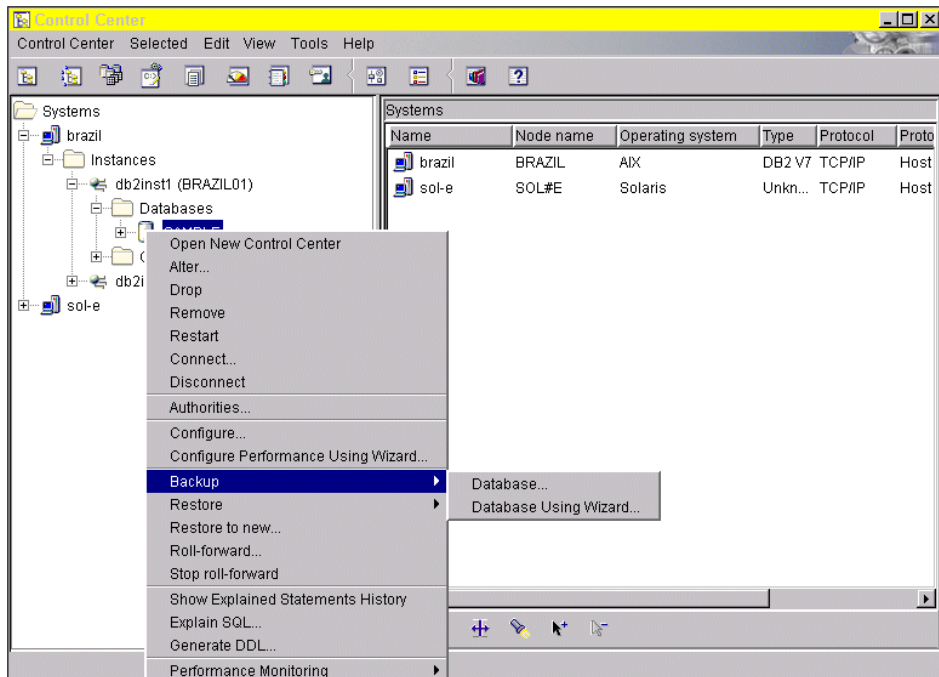 Control Center
Control Center Selected Edit View Tools Help
Systems
brazil
Instances
db2inst1 (BRAZIL01)
Databases
SAMPLE
db2i
sol-e
Systems
Name Node name Operating system Type Protocol Proto
brazil BRAZIL AIX DB2 V7 TCP/IP Host
sol-e SOL#E Solaris Unkn... TCP/IP Host
Open New Control Center
Alter...
Drop
Remove
Restart
Connect...
Disconnect
Authorities...
Configure...
Configure Performance Using Wizard...
Backup
Restore
Restore to new...
Roll-forward...
Stop roll-forward
Show Explained Statements History
Explain SQL...
Generate DDL...
Performance Monitoring
Database...
Database Using Wizard...